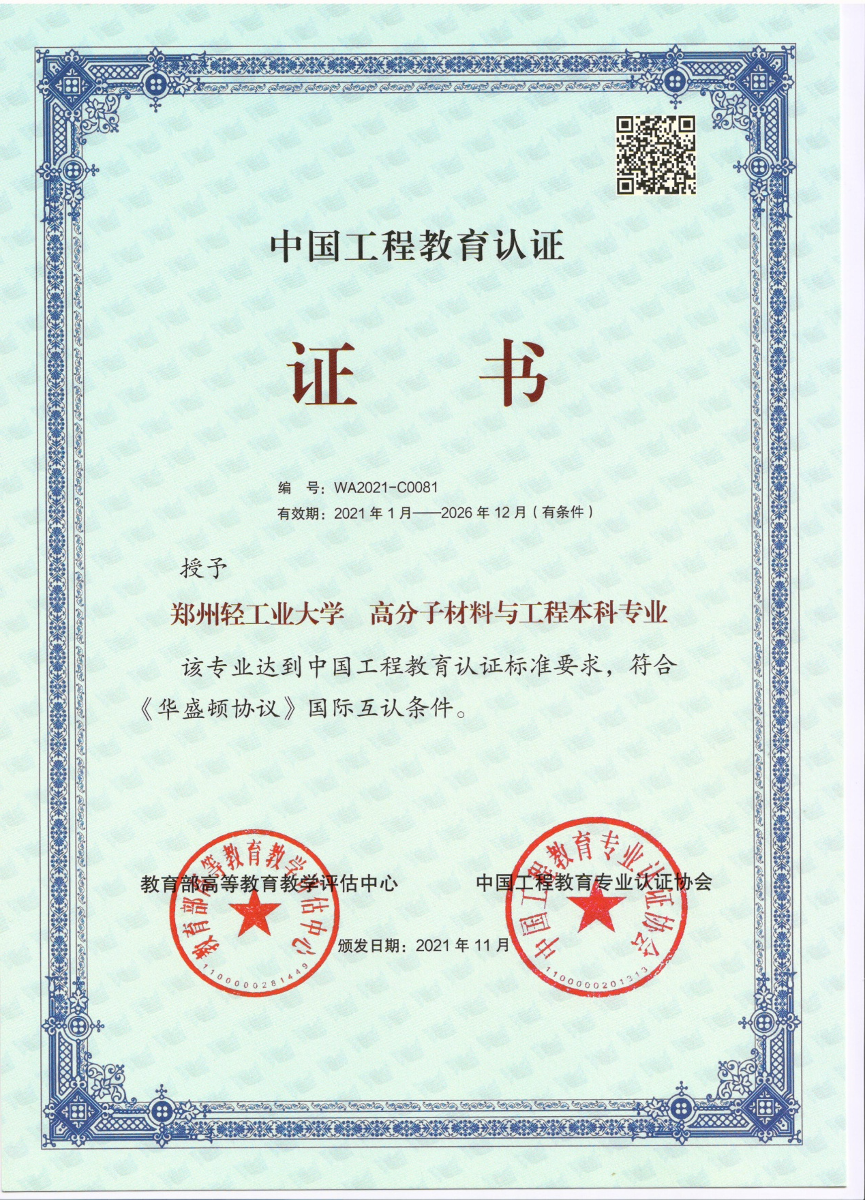 中国工程教育认证
证 书
编 号：WA2021-C0081
有效期：2021 年 1 月——2026 年 12 月（有条件）
授予
郑州轻工业大学 高分子材料与工程本科专业
该专业达到中国工程教育认证标准要求，符合
《华盛顿协议》国际互认条件。
教育部高等教育教学评估中心
中国工程教育专业认证协会
颁发日期：2021 年 11 月
教育部高等教育教学评估中心
1100000281449
中国工程教育专业认证协会
1100000201313